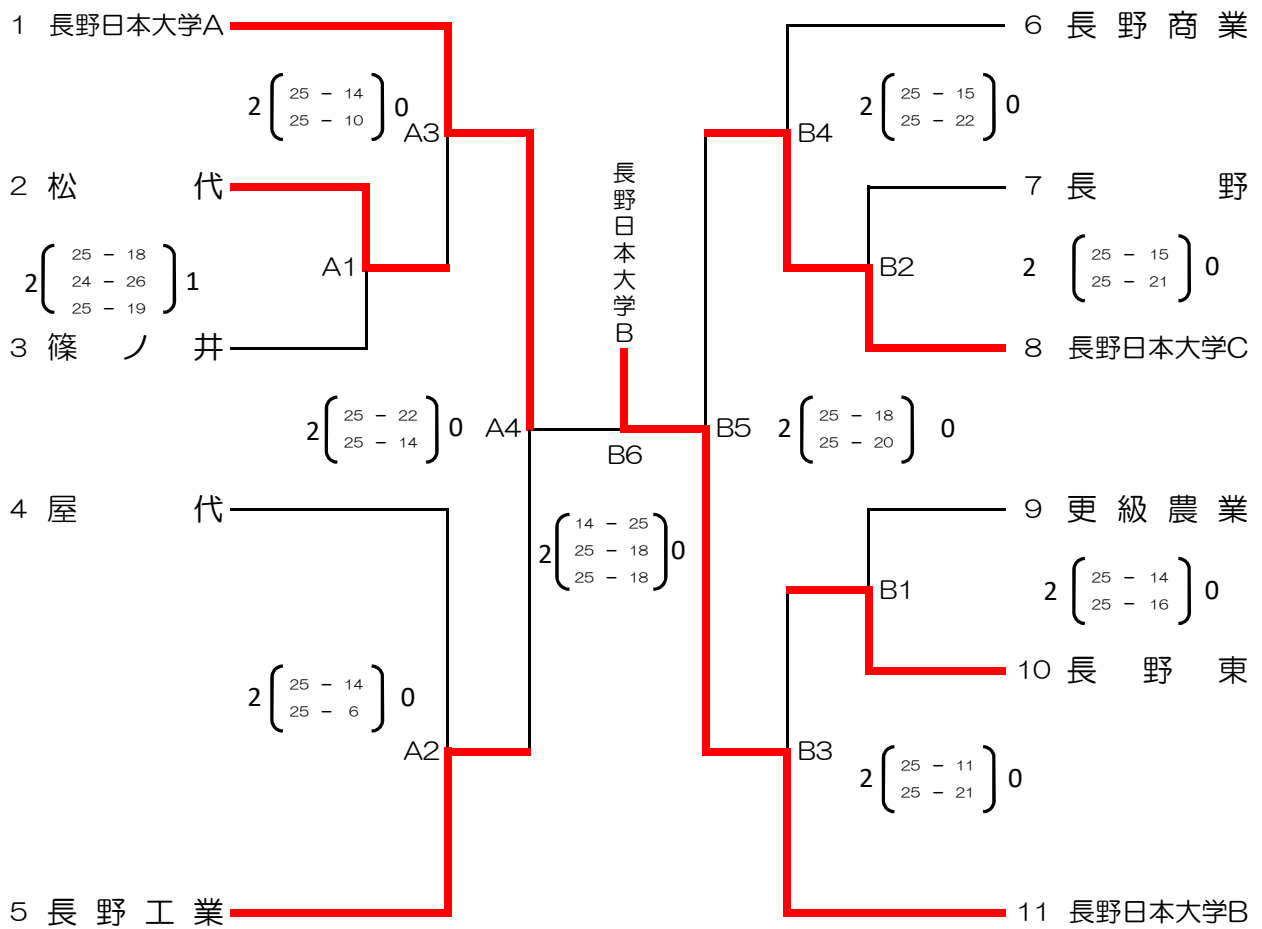 1 長野日本大学A
2 25 - 14 0
25 - 10
A3
2 松代
2 25 - 18 1
24 - 26
25 - 19
A1
3 篠ノ井
2 25 - 22 0
25 - 14
A4
4 屋代
2 25 - 14 0
25 - 6
A2
5 長野工業
長野日本大学B
B6
2 14 - 25 0
25 - 18
25 - 18
6 長野商業
2 25 - 15 0
25 - 22
B4
7 長野
B2
2 25 - 15 0
25 - 21
8 長野日本大学C
B5
2 25 - 18 0
25 - 20
9 更級農業
B1
2 25 - 14 0
25 - 16
10 長野東
B3
2 25 - 11 0
25 - 21
11 長野日本大学B